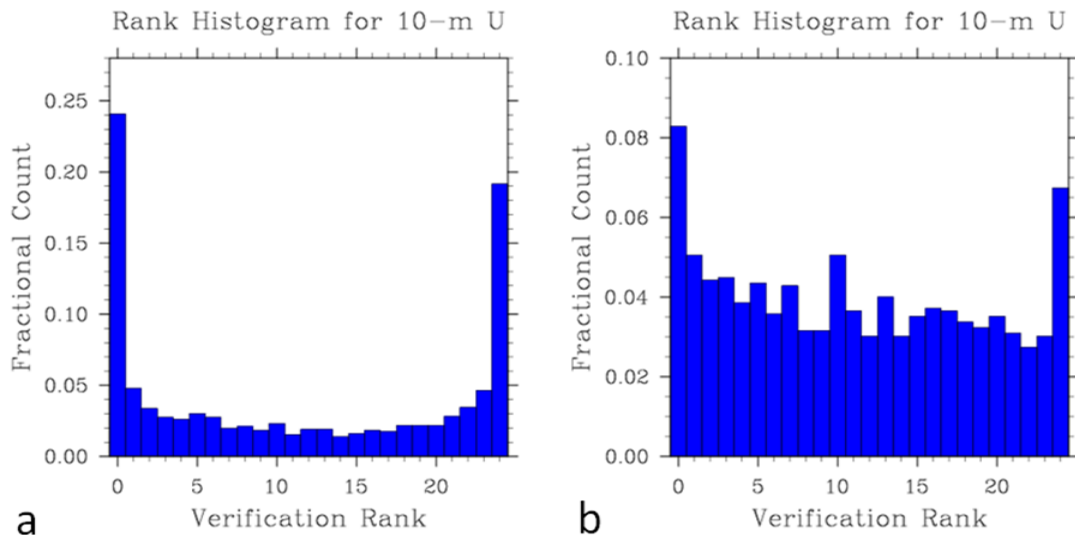 Rank Histogram for 10-m U
0.25
0.20
0.15
0.10
0.05
0.00
Fractional Count
0 5 10 15 20
Verification Rank
a
Rank Histogram for 10-m U
0.10
0.08
0.06
0.04
0.02
0.00
Fractional Count
0 5 10 15 20
Verification Rank
b